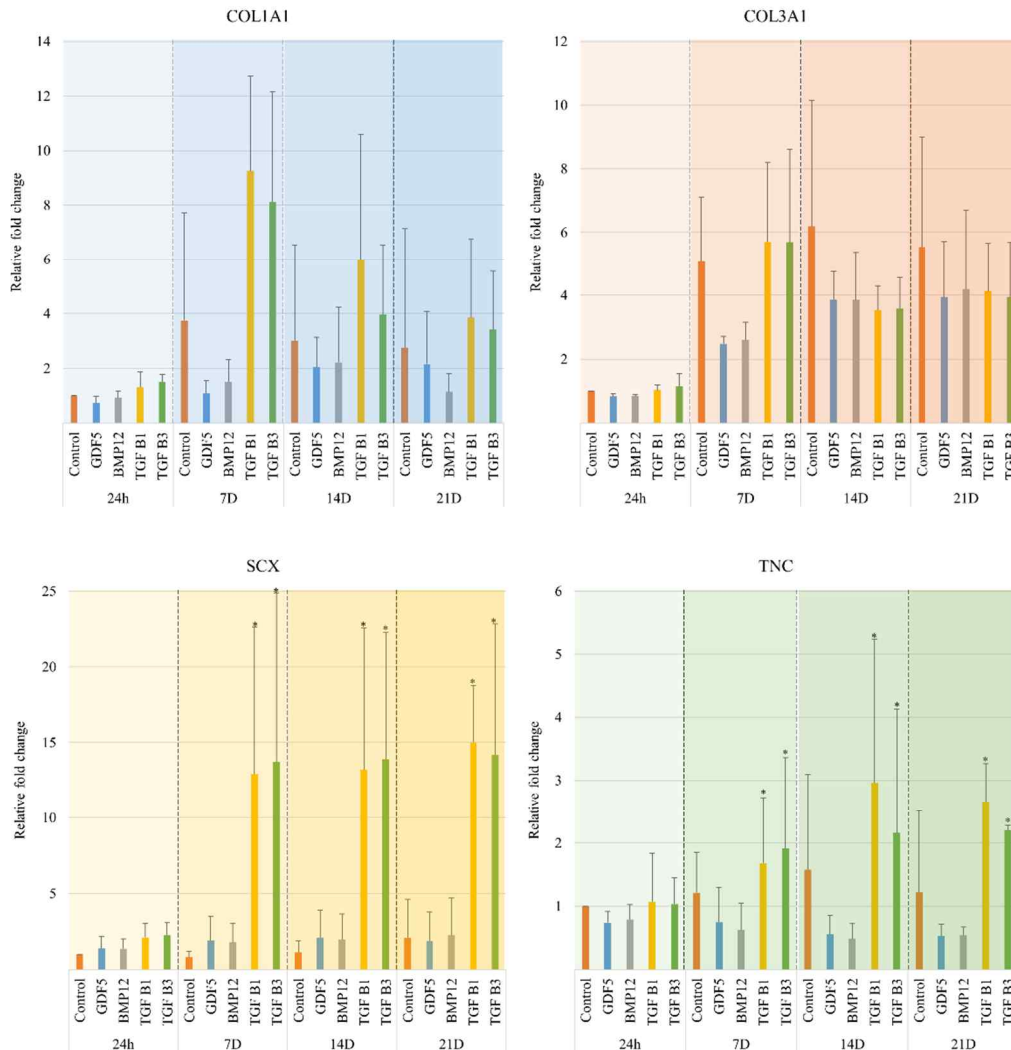 COL1A1
14
12
10
8
6
4
2
Relative fold change
Control GDF5 BMP12 TGF B1 TGF B3 Control GDF5 BMP12 TGF B1 TGF B3 Control GDF5 BMP12 TGF B1 TGF B3 Control GDF5 BMP12 TGF B1 TGF B3
24h 7D 14D 21D
COL3A1
12
10
8
6
4
2
Relative fold change
Control GDF5 BMP12 TGF B1 TGF B3 Control GDF5 BMP12 TGF B1 TGF B3 Control GDF5 BMP12 TGF B1 TGF B3 Control GDF5 BMP12 TGF B1 TGF B3
24h 7D 14D 21D
SCX
25
20
15
10
5
Relative fold change
* * * * * *
Control GDF5 BMP12 TGF B1 TGF B3 Control GDF5 BMP12 TGF B1 TGF B3 Control GDF5 BMP12 TGF B1 TGF B3 Control GDF5 BMP12 TGF B1 TGF B3
24h 7D 14D 21D
TNC
6
5
4
3
2
1
Relative fold change
* * * * * *
Control GDF5 BMP12 TGF B1 TGF B3 Control GDF5 BMP12 TGF B1 TGF B3 Control GDF5 BMP12 TGF B1 TGF B3 Control GDF5 BMP12 TGF B1 TGF B3
24h 7D 14D 21D